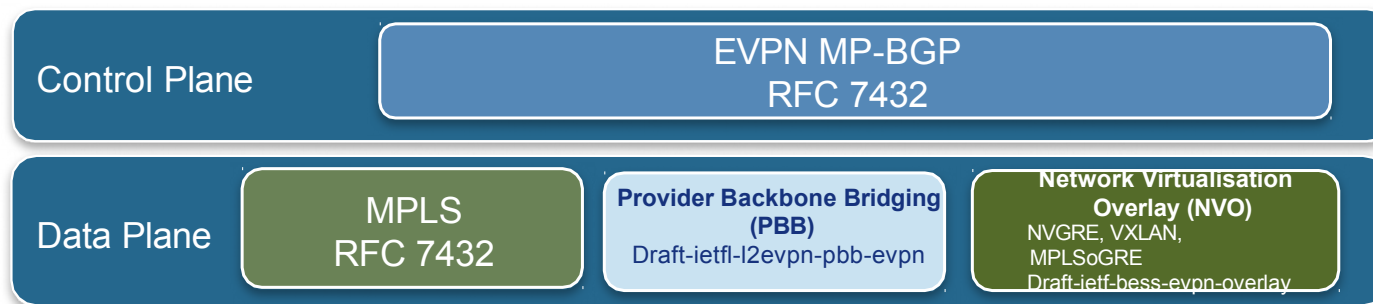 Control Plane
EVPN MP-BGP
RFC 7432
Data Plane
MPLS
RFC 7432
Provider Backbone Bridging
(PBB)
Draft-ietfl-l2evpn-pbb-evpn
Network Virtualisation
Overlay (NVO)
NVGRE, VXLAN,
MPLSoGRE
Draft-ietf-bess-evpn-overlay